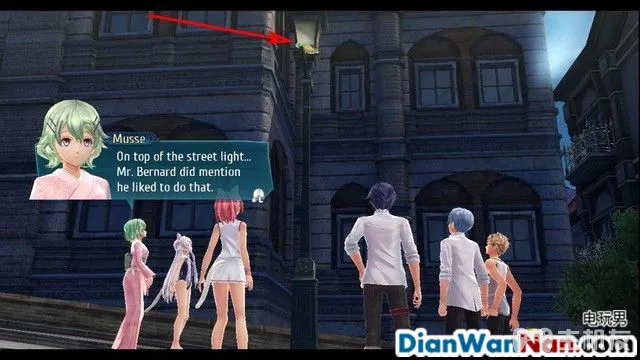 Musse
On top of the street light...
Mr. Bernard did mention
he liked to do that.
电玩男
DianWanNan.com